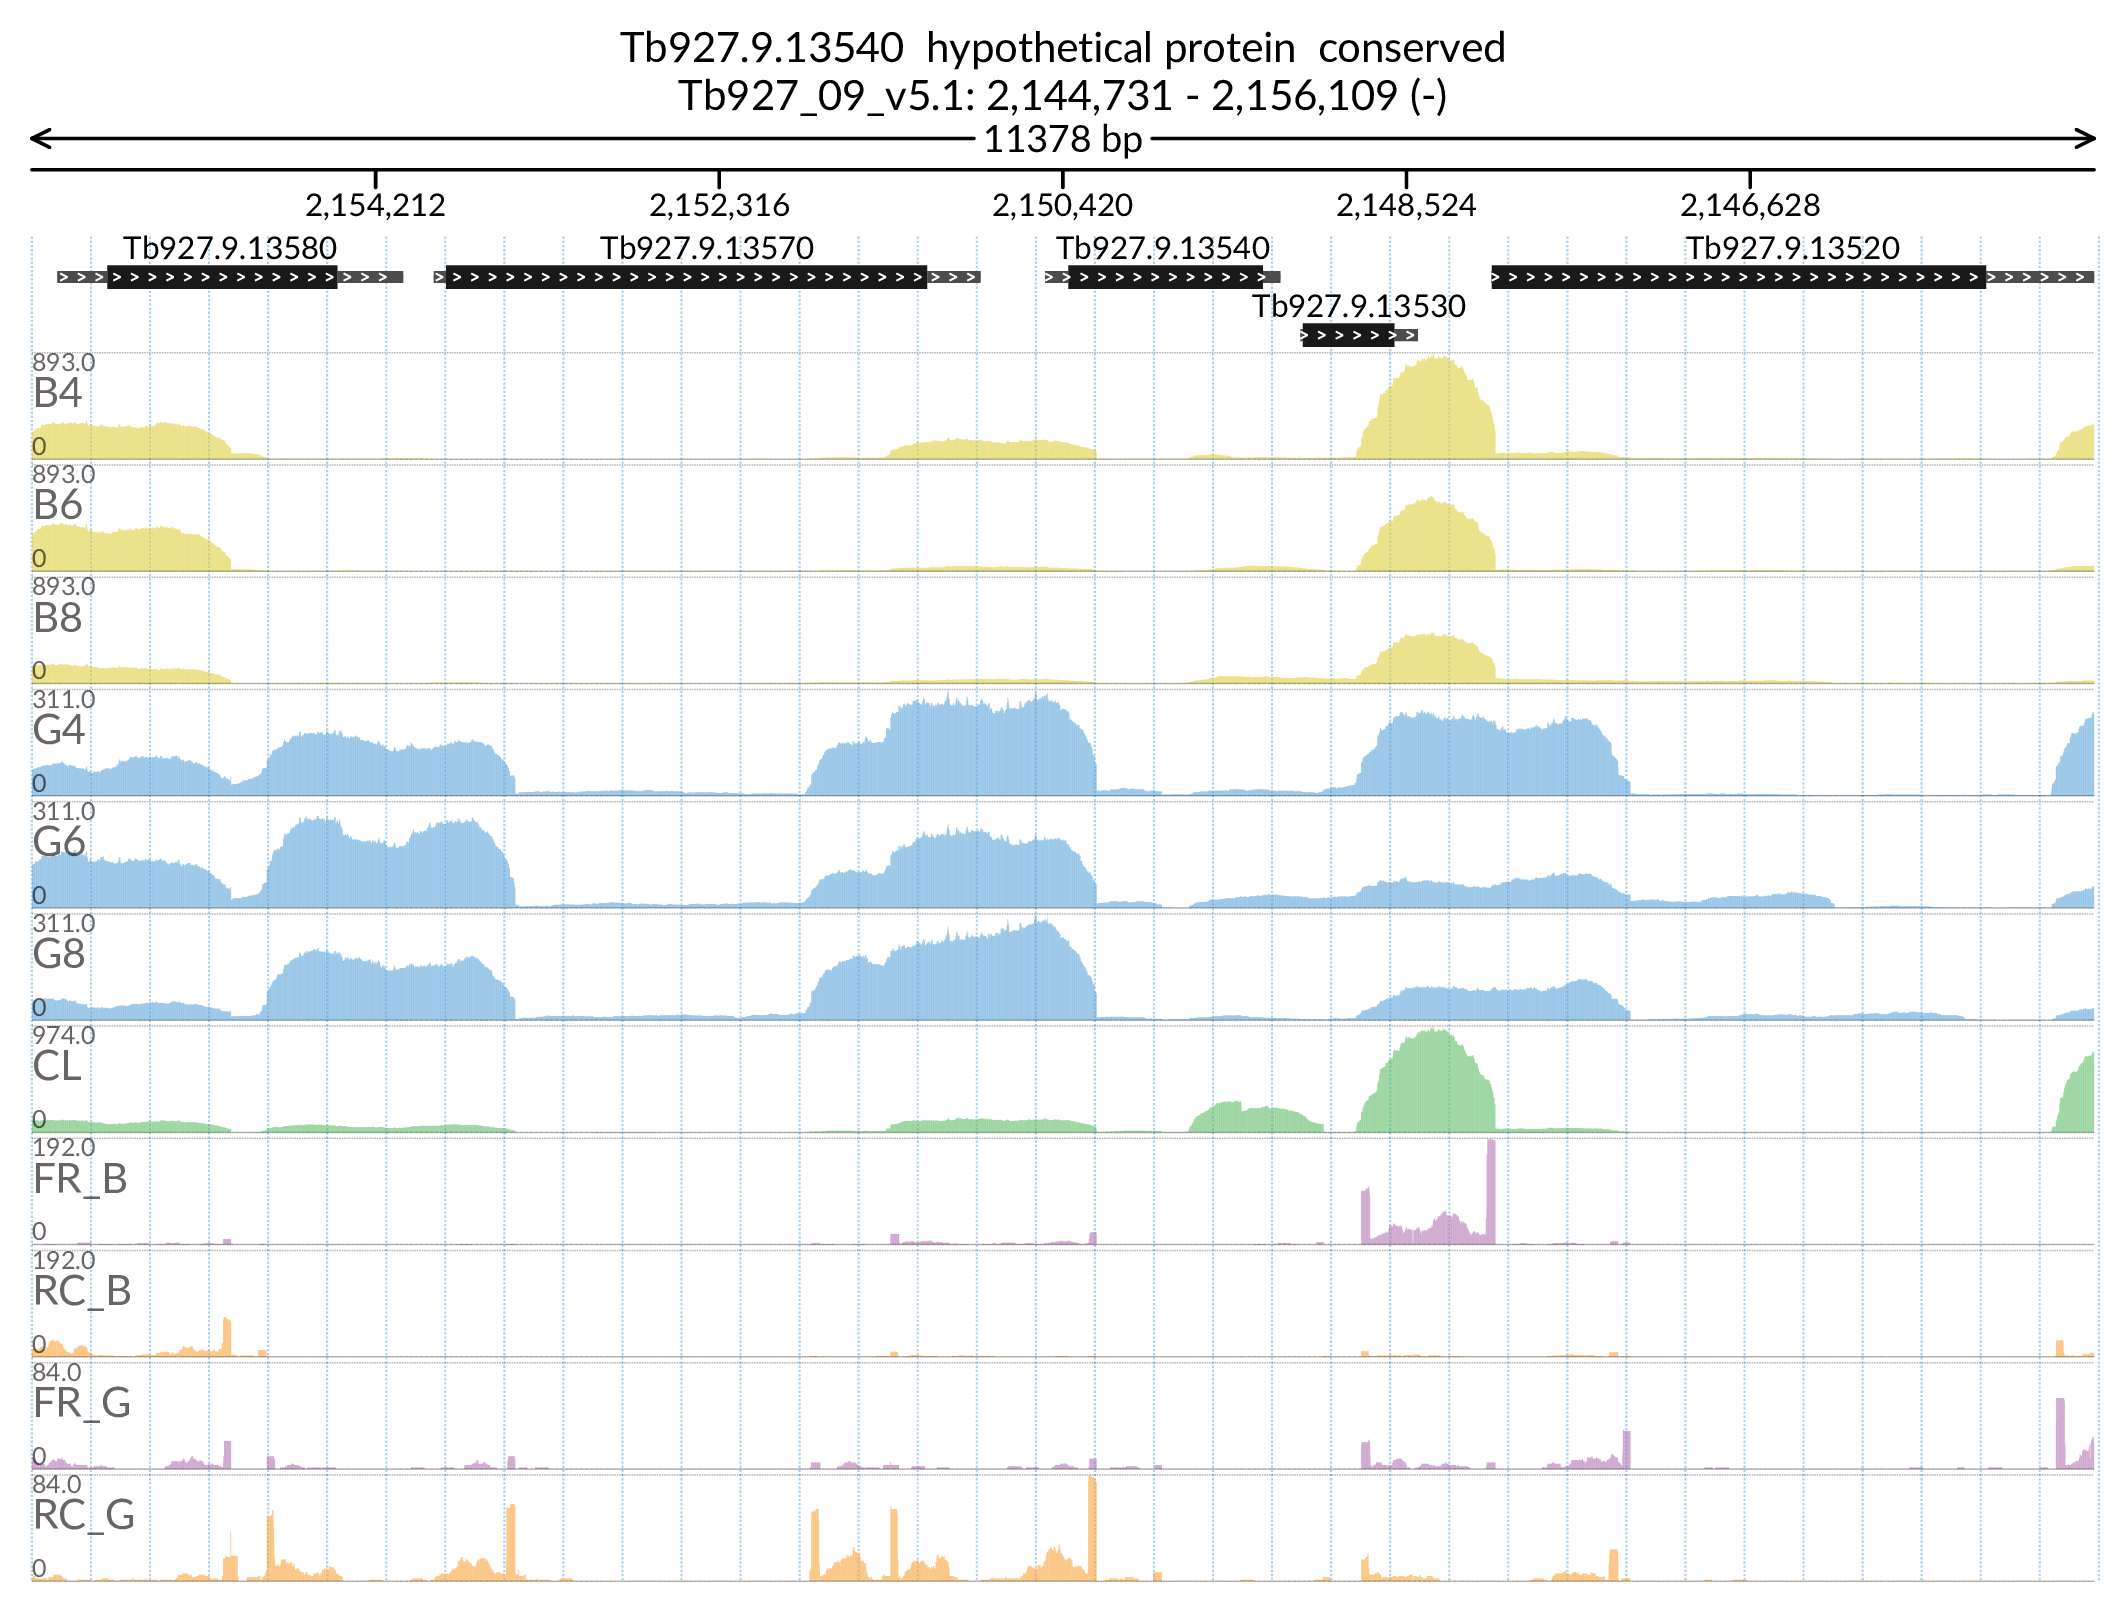 Tb927.9.13540  hypothetical protein  conserved
Tb927_09_v5.1: 2,144,731 - 2,156,109 (-)
11378 bp
2,154,212 2,152,316 2,150,420 2,148,524 2,146,628
Tb927.9.13580 Tb927.9.13570 Tb927.9.13540 Tb927.9.13520
Tb927.9.13530
893.0
B4
0
893.0
B6
0
893.0
B8
0
311.0
G4
0
311.0
G6
0
311.0
G8
0
974.0
CL
0
192.0
FR_B
0
192.0
RC_B
0
84.0
FR_G
0
84.0
RC_G
0